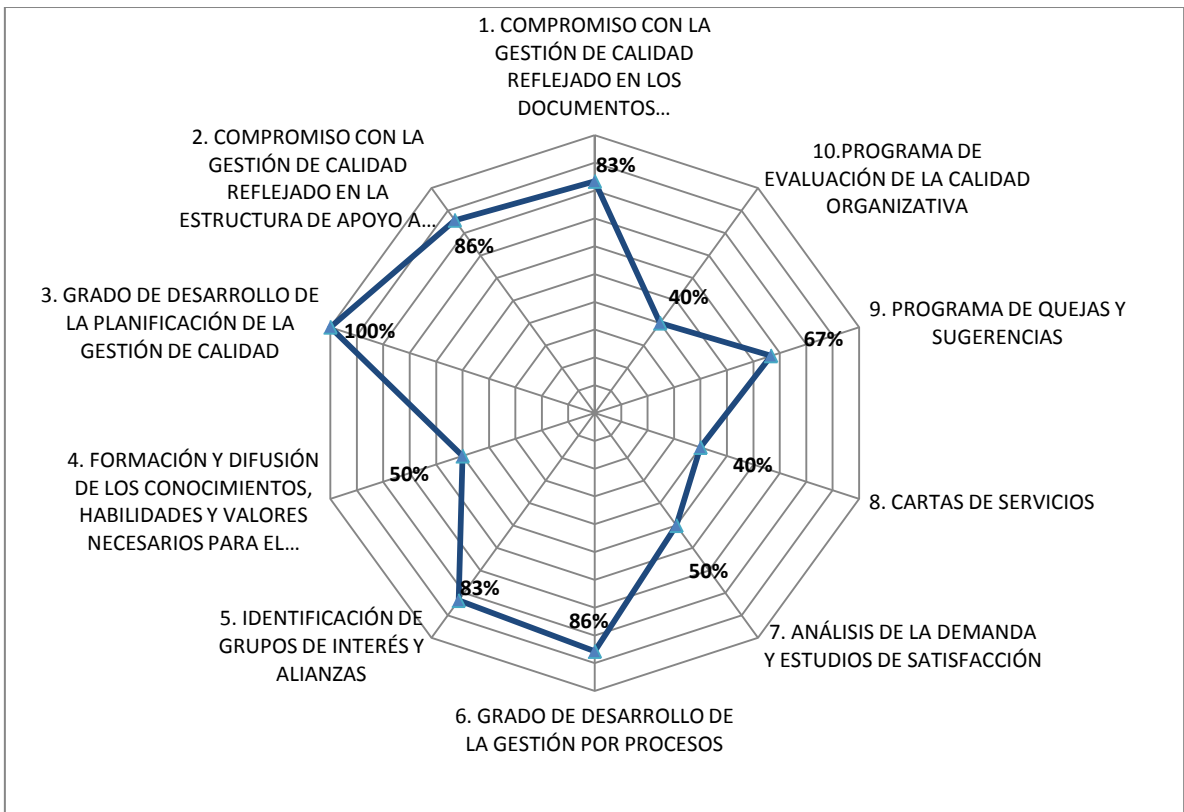 1. COMPROMISO CON LA
GESTIÓN DE CALIDAD
REFLEJADO EN LOS
DOCUMENTOS…
83%
2. COMPROMISO CON LA
GESTIÓN DE CALIDAD
REFLEJADO EN LA
ESTRUCTURA DE APOYO A…
86%
3. GRADO DE DESARROLLO DE
LA PLANIFICACIÓN DE LA
GESTIÓN DE CALIDAD
100%
4. FORMACIÓN Y DIFUSIÓN
DE LOS CONOCIMIENTOS,
HABILIDADES Y VALORES
NECESARIOS PARA EL…
50%
5. IDENTIFICACIÓN DE
GRUPOS DE INTERÉS Y
ALIANZAS
83%
6. GRADO DE DESARROLLO DE
LA GESTIÓN POR PROCESOS
86%
7. ANÁLISIS DE LA DEMANDA
Y ESTUDIOS DE SATISFACCIÓN
50%
8. CARTAS DE SERVICIOS
40%
9. PROGRAMA DE QUEJAS Y
SUGERENCIAS
67%
10.PROGRAMA DE
EVALUACIÓN DE LA CALIDAD
ORGANIZATIVA
40%